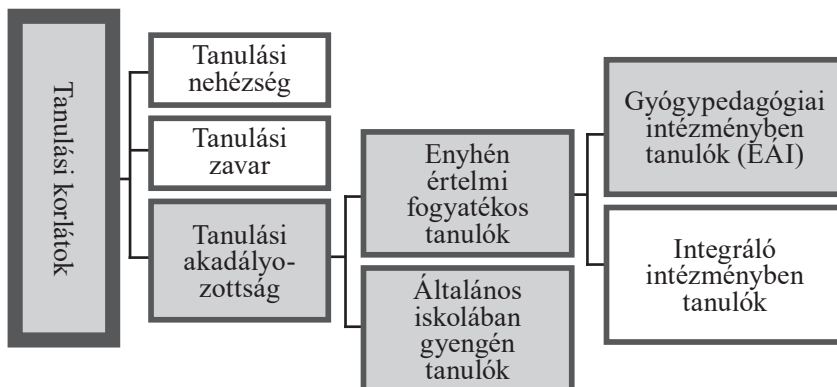 Tanulási korlátok
Tanulási
nehézség
Tanulási
zavar
Tanulási
akadályo-
zottság
Enyhén
értelmi
fogyatékos
tanulók
Általános
iskolában
gyengén
tanulók
Gyógypedagógiai
intézményben
tanulók (EÁI)
Integráló
intézményben
tanulók